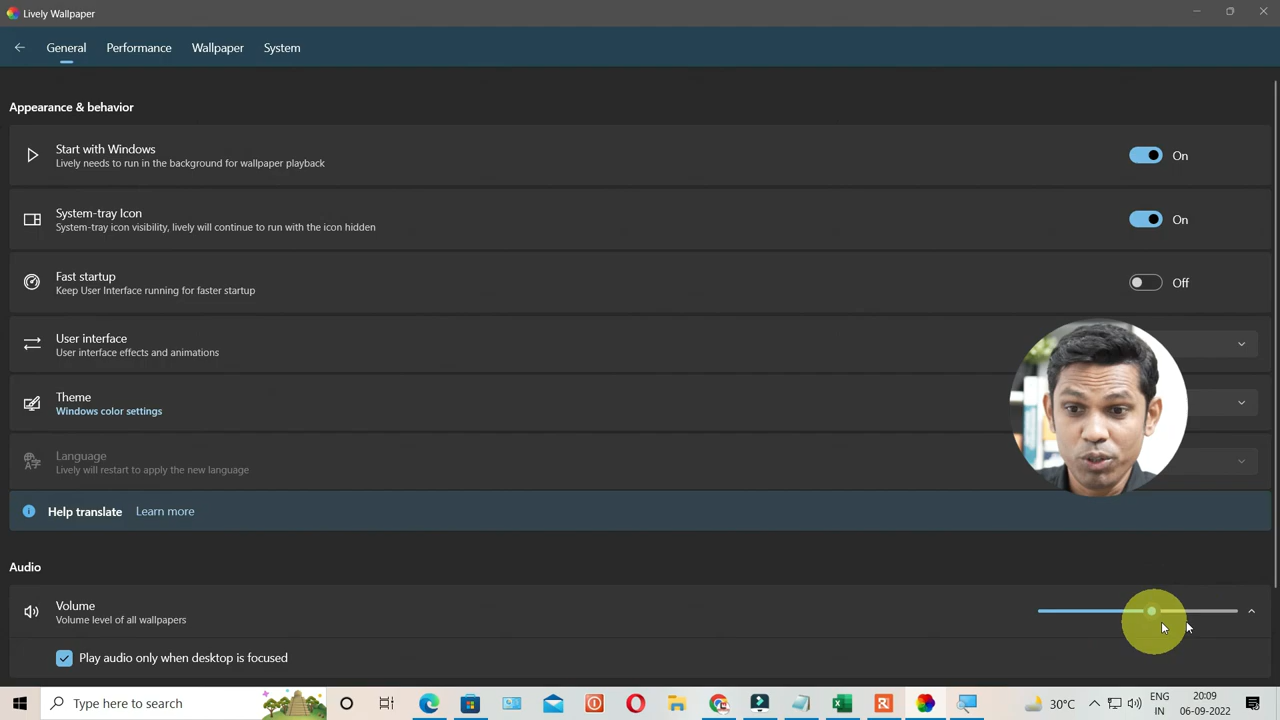 Lively Wallpaper
General Performance Wallpaper System
Appearance & behavior
Start with Windows
Lively needs to run in the background for wallpaper playback
On
System-tray Icon
System-tray icon visibility, lively will continue to run with the icon hidden
On
Fast startup
Keep User Interface running for faster startup
Off
User interface
User interface effects and animations
Theme
Windows color settings
Language
Lively will restart to apply the new language
Help translate Learn more
Audio
Volume
Volume level of all wallpapers
Play audio only when desktop is focused
Type here to search
30°C
ENG
IN
20:09
06-09-2022